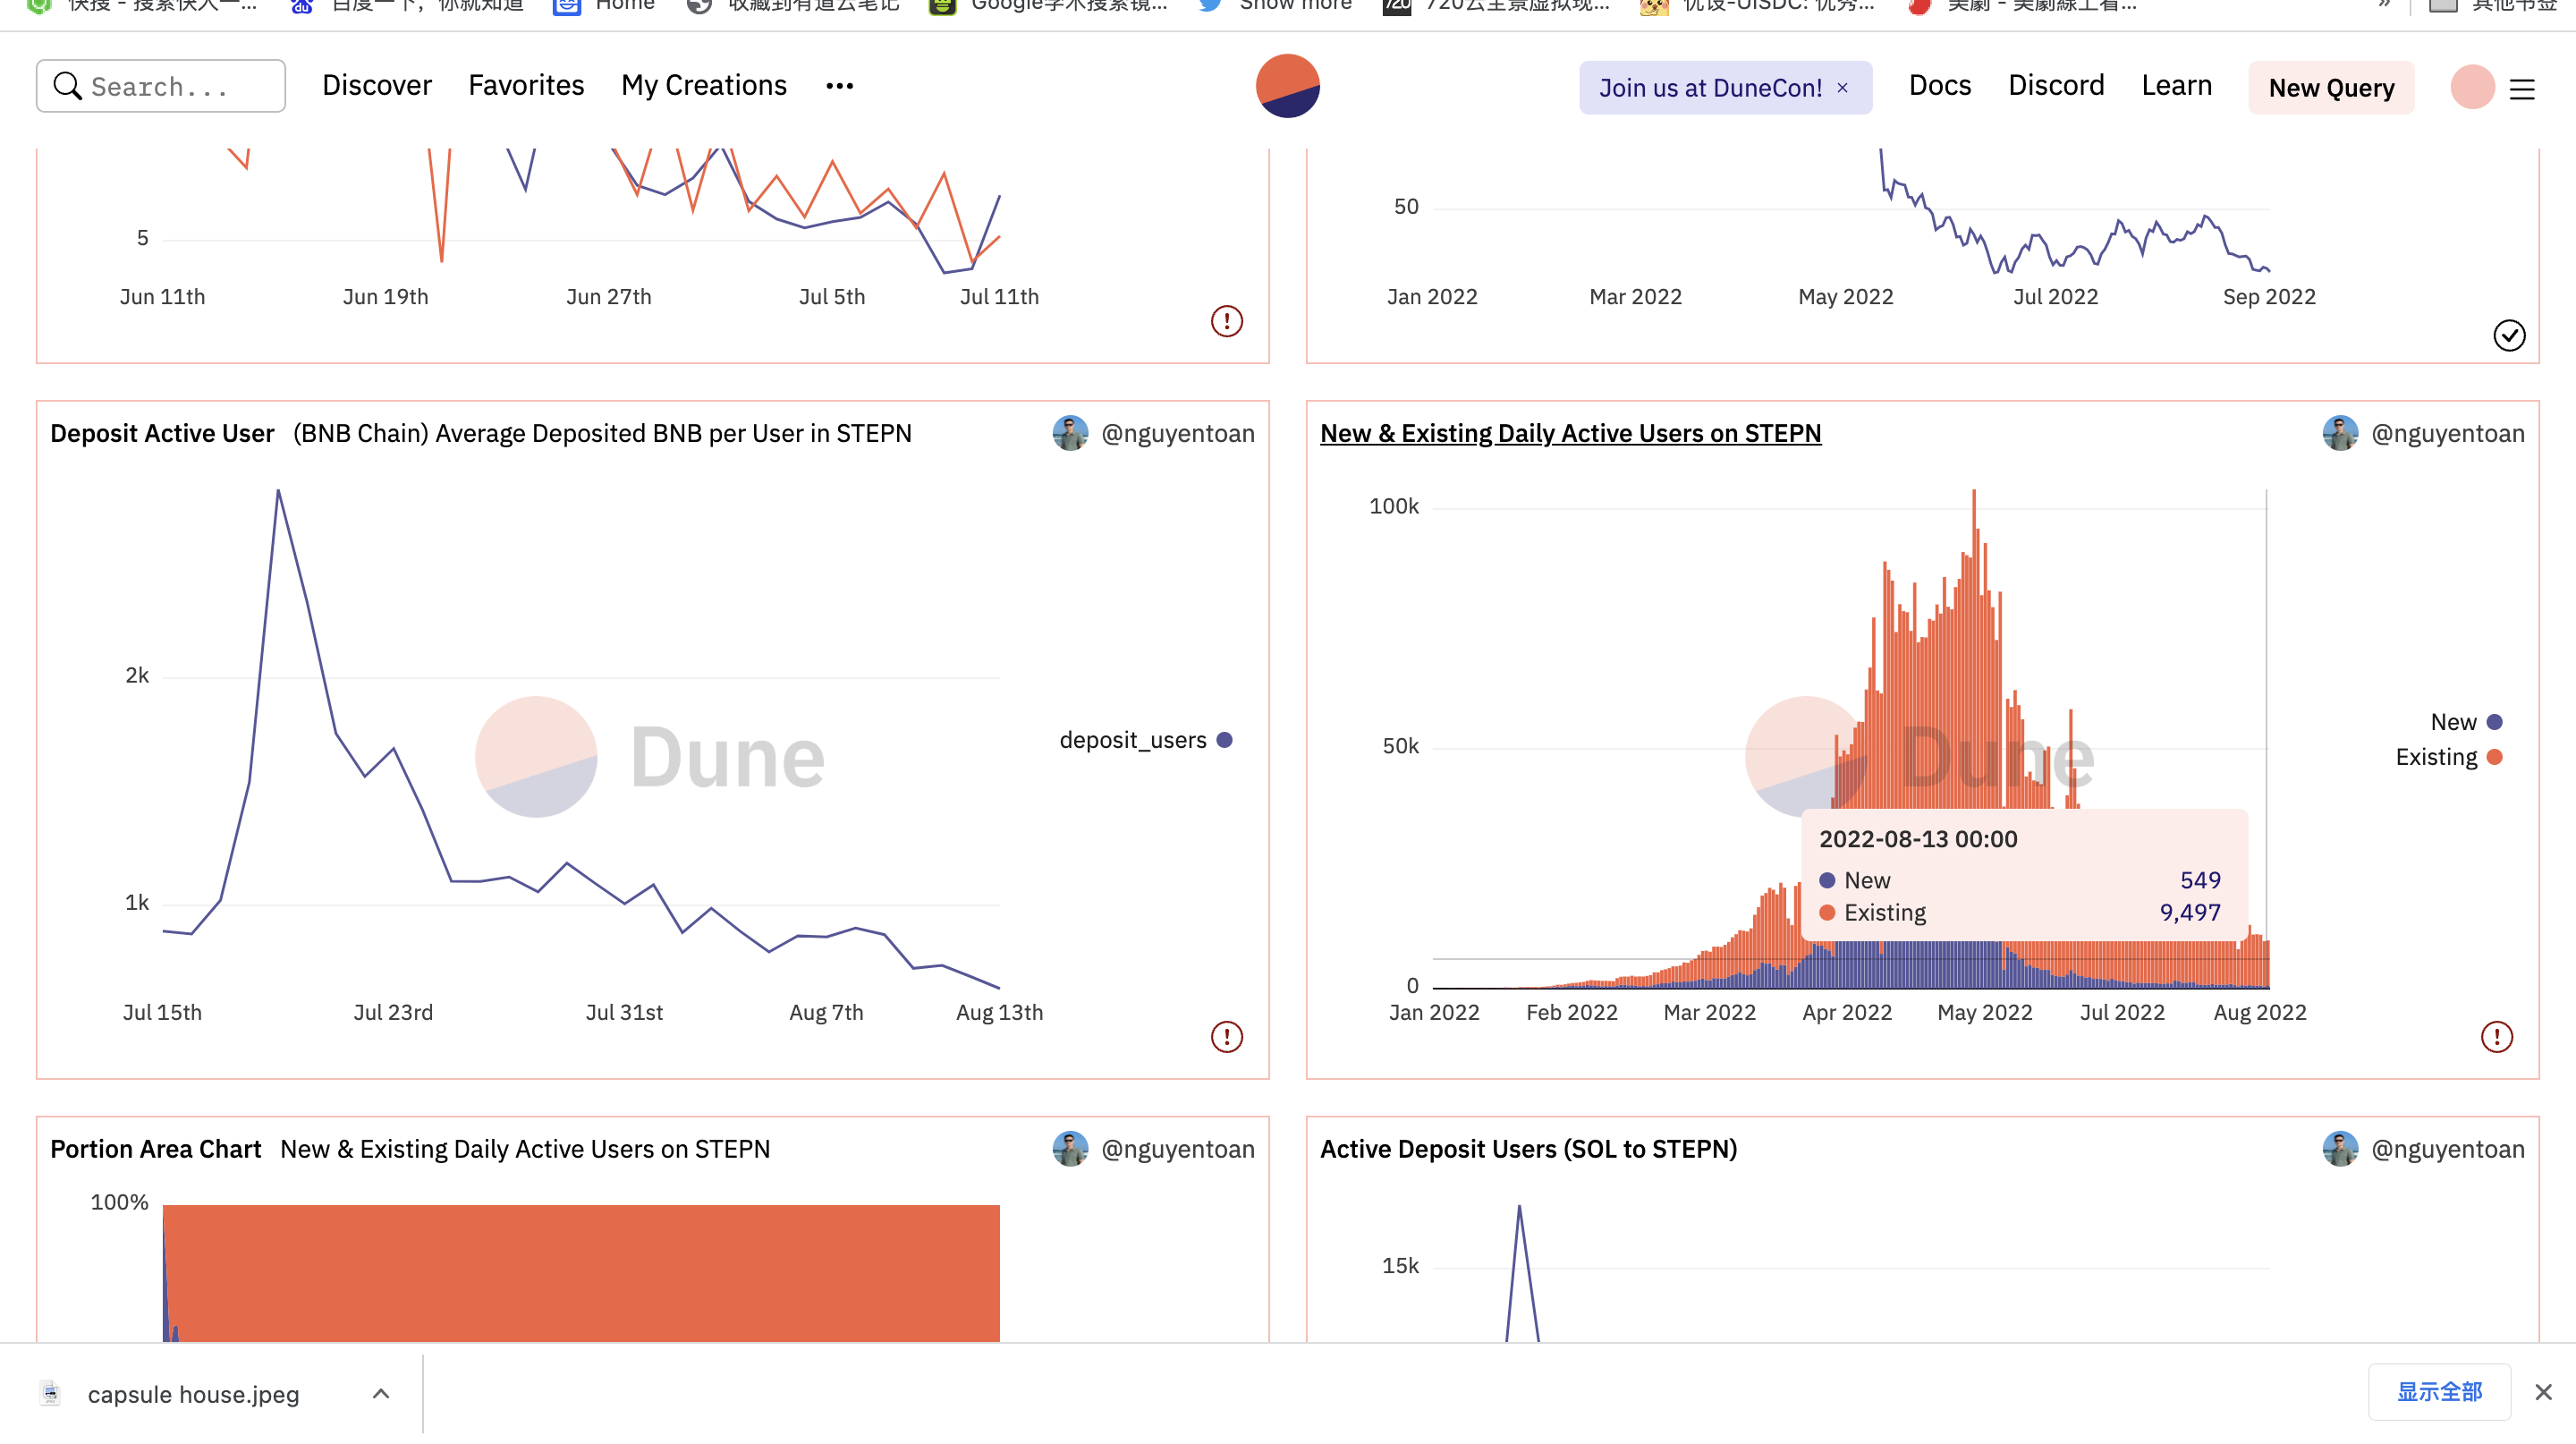 快搜 - 搜索快人一...
百度一下，你就知道
Home
收藏到有道云笔记
Google学术搜索镜...
Show more
720云全景虚拟现...
优设-UISDC: 优秀...
美劇 - 美劇線上看...
»
其他书签
Search...
Discover
Favorites
My Creations
•••
Join us at DuneCon! ×
Docs
Discord
Learn
New Query
5
Jun 11th
Jun 19th
Jun 27th
Jul 5th
Jul 11th
50
Jan 2022
Mar 2022
May 2022
Jul 2022
Sep 2022
Deposit Active User (BNB Chain) Average Deposited BNB per User in STEPN
@nguyentoan
2k
1k
Dune
deposit_users
Jul 15th
Jul 23rd
Jul 31st
Aug 7th
Aug 13th
New & Existing Daily Active Users on STEPN
@nguyentoan
100k
50k
0
Dune
New
Existing
2022-08-13 00:00
New 549
Existing 9,497
Jan 2022
Feb 2022
Mar 2022
Apr 2022
May 2022
Jul 2022
Aug 2022
Portion Area Chart New & Existing Daily Active Users on STEPN
@nguyentoan
100%
Active Deposit Users (SOL to STEPN)
@nguyentoan
15k
capsule house.jpeg
显示全部